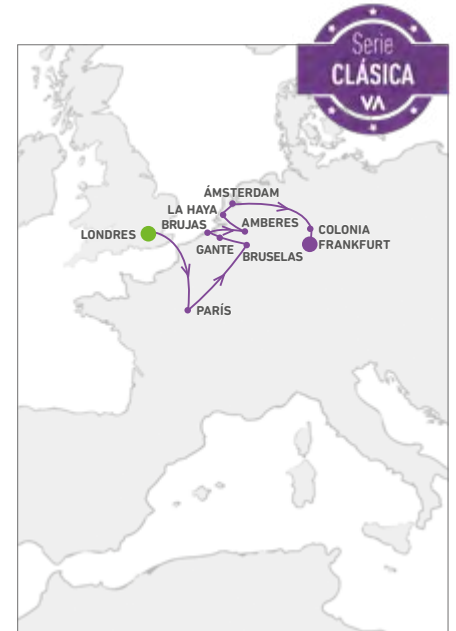 Serie
CLÁSICA
VA
ÁMSTERDAM
LA HAYA
BRUJAS
AMBERES
LONDRES
GANTE
BRUSELAS
COLONIA
FRANKFURT
PARÍS